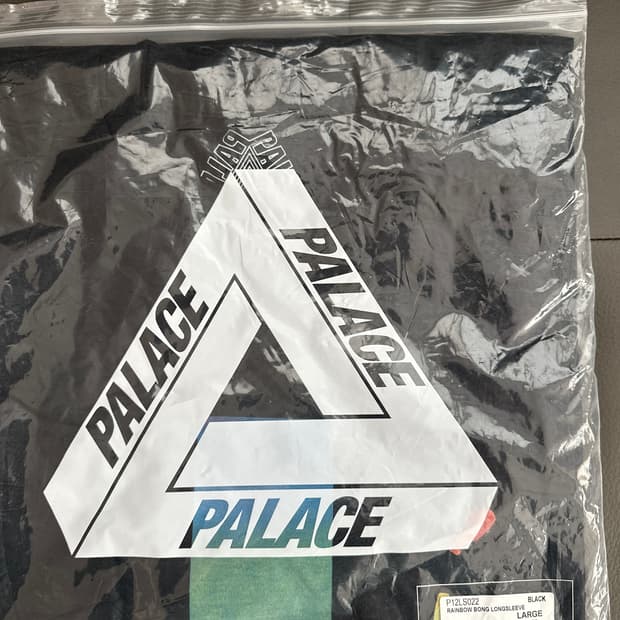 PALACE
PALACE
PALACE
P12LS022 BLACK
RAINBOW BONG LONGSLEEVE
LARGE